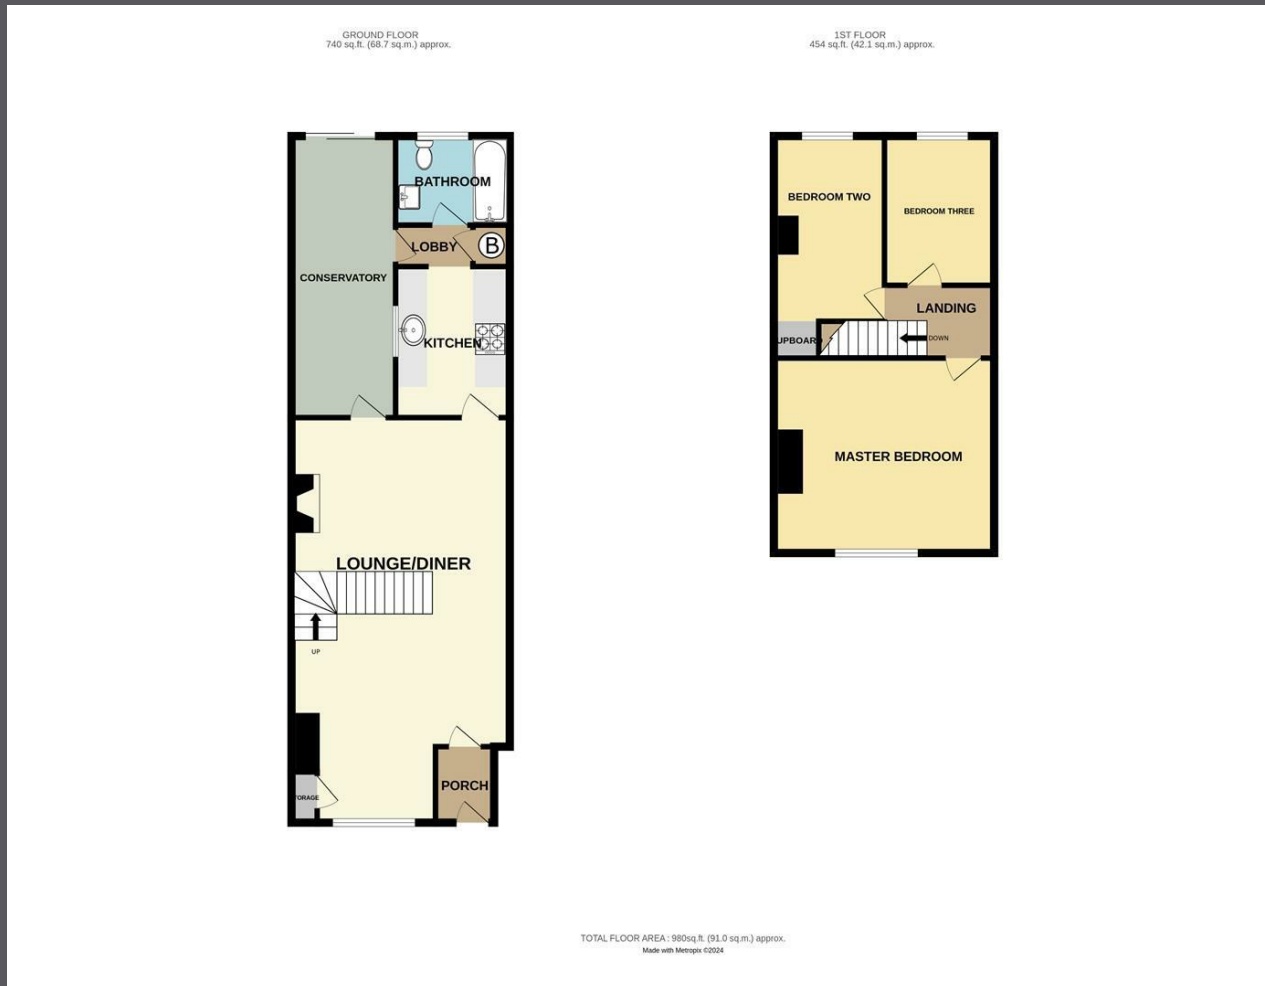 GROUND FLOOR
740 sq.ft. (68.7 sq.m.) approx.
1ST FLOOR
454 sq.ft. (42.1 sq.m.) approx.
BATHROOM
LOBBY
B
CONSERVATORY
KITCHEN
LOUNGE/DINER
UP
PORCH
TORAGE
BEDROOM TWO
BEDROOM THREE
LANDING
DOWN
UPBOARD
MASTER BEDROOM
TOTAL FLOOR AREA : 980sq.ft. (91.0 sq.m.) approx.
Made with Metropix ©2024